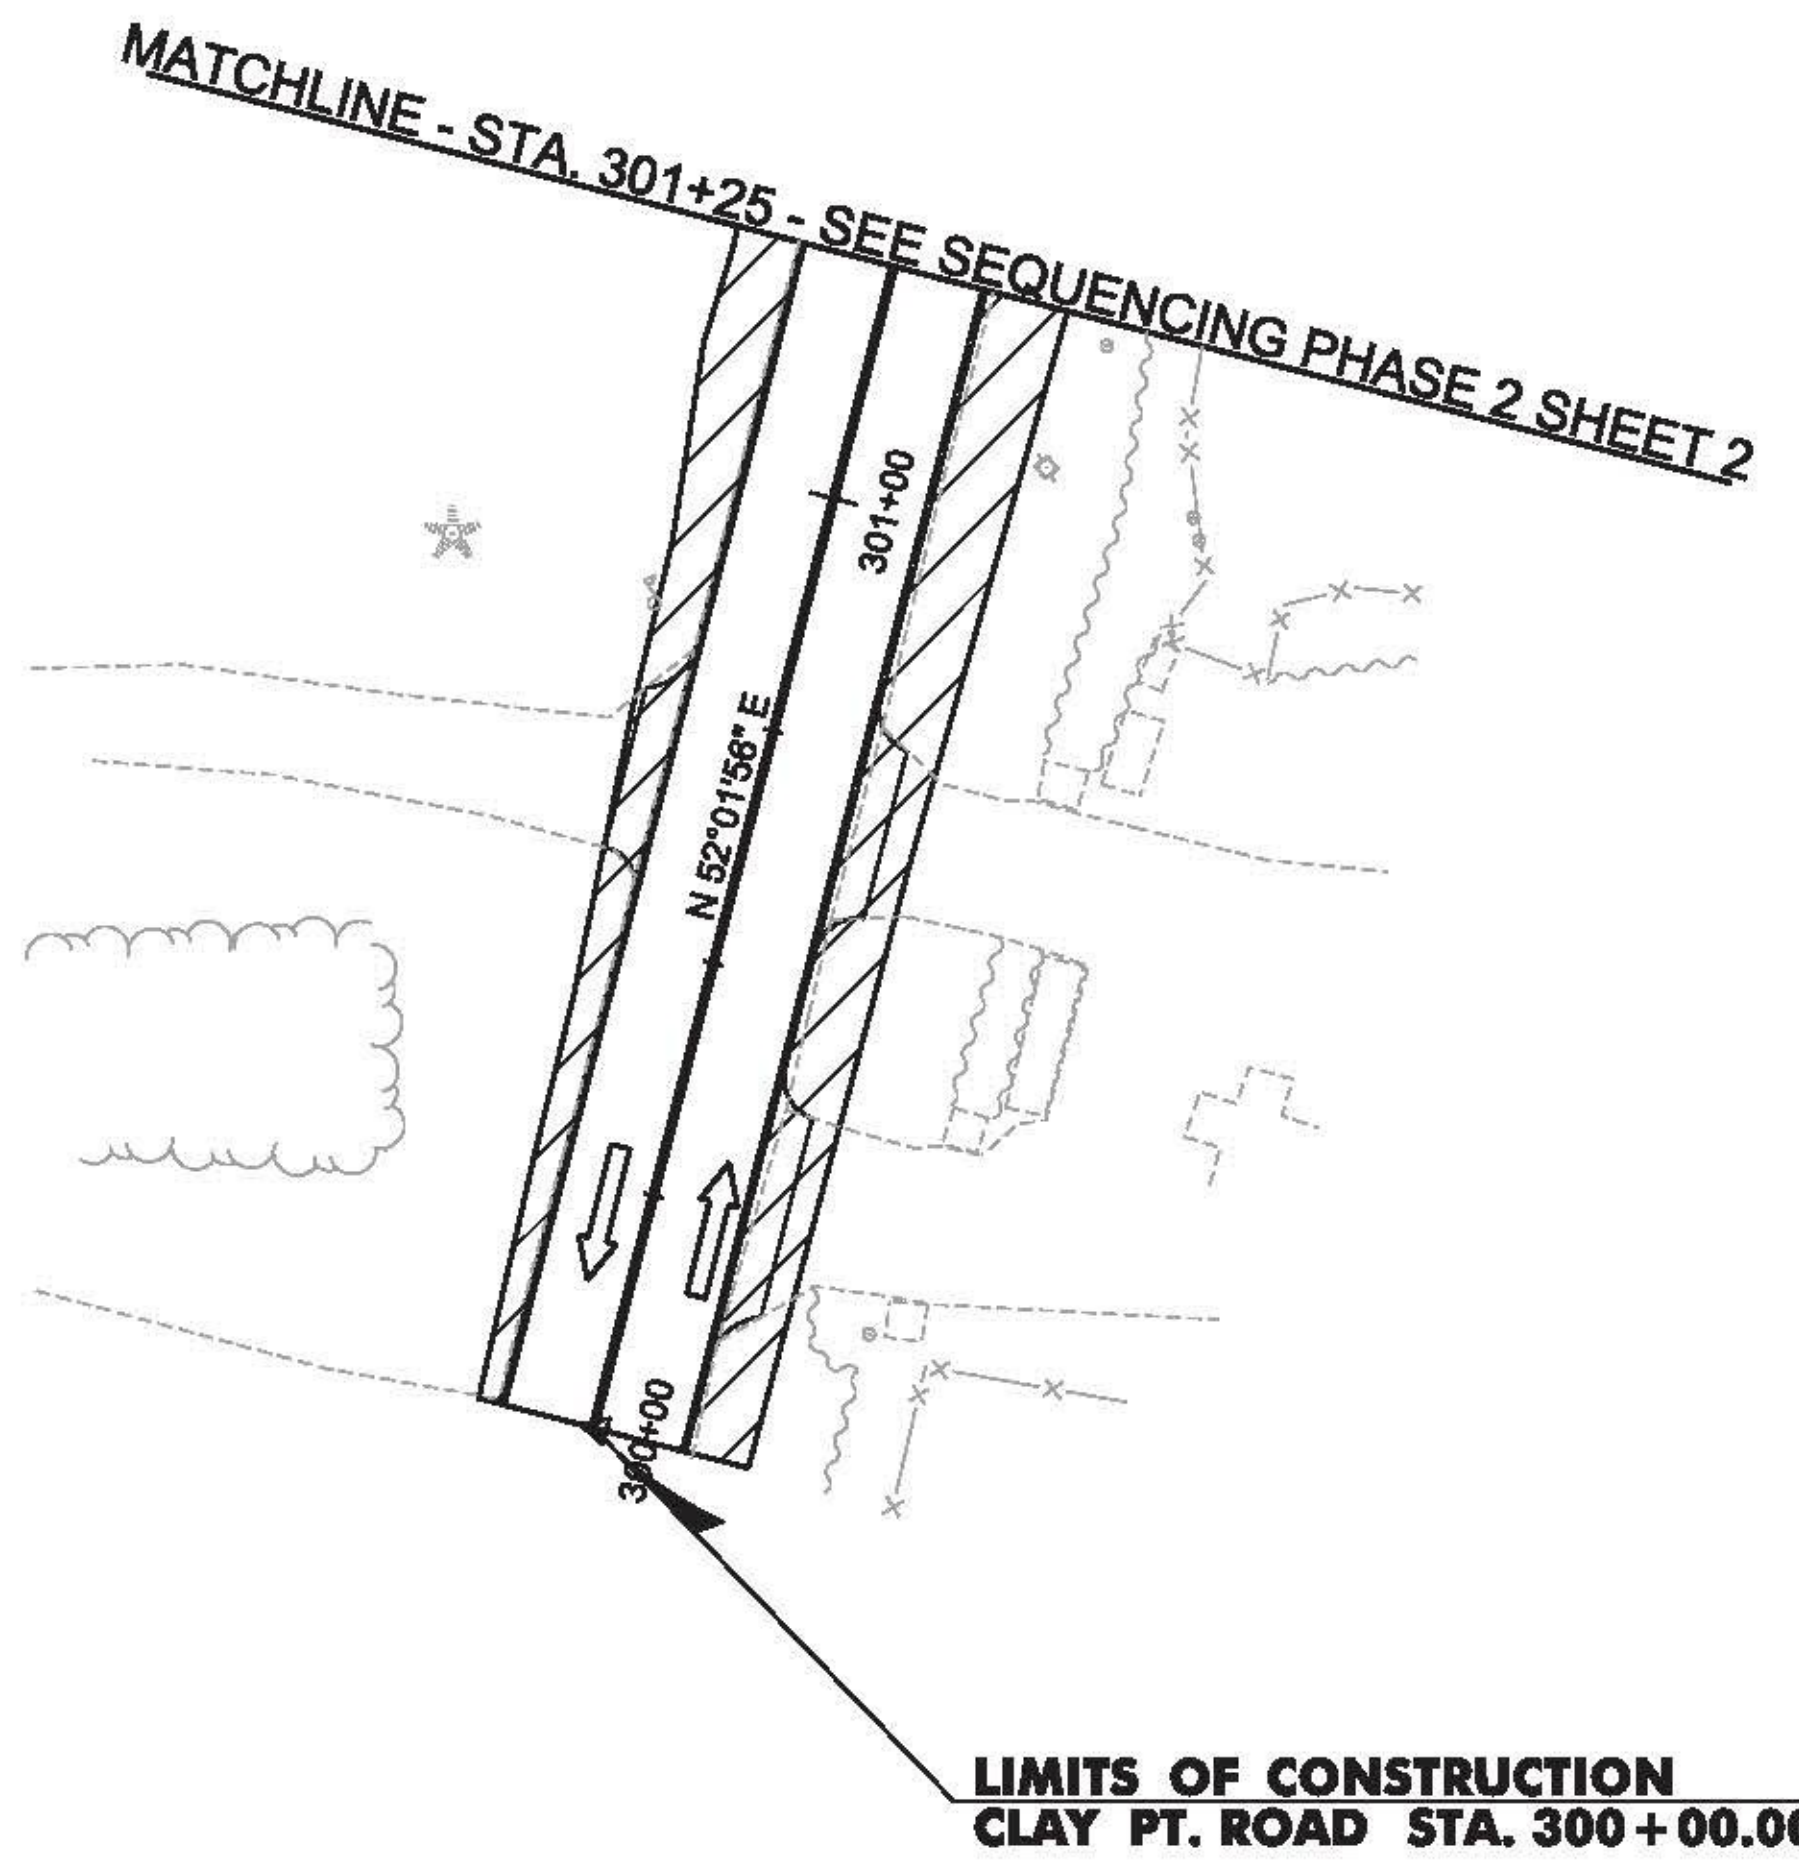 MATCHLINE - STA. 301+25 - SEE SEQUENCING PHASE 2 SHEET 2
301+00
N 52°01'56" E
300+00
LIMITS OF CONSTRUCTION
CLAY PT. ROAD STA. 300+00.00